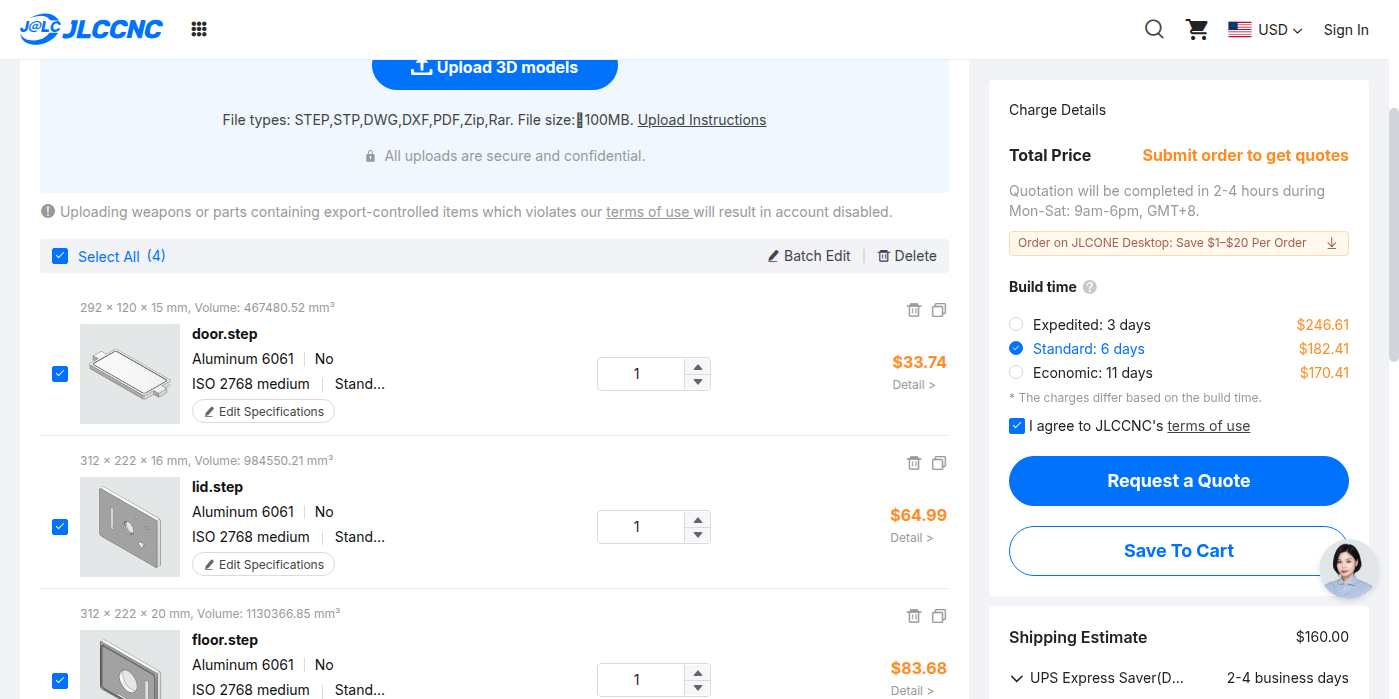 J@LC JLCCNC
USD
Sign In
Upload 3D models
File types: STEP,STP,DWG,DXF,PDF,Zip,Rar. File size: 100MB. Upload Instructions
All uploads are secure and confidential.
Uploading weapons or parts containing export-controlled items which violates our terms of use will result in account disabled.
Select All (4)
Batch Edit
Delete
292 × 120 × 15 mm, Volume: 467480.52 mm³
door.step
Aluminum 6061 | No
ISO 2768 medium | Stand...
Edit Specifications
1
$33.74
Detail >
312 × 222 × 16 mm, Volume: 984550.21 mm³
lid.step
Aluminum 6061 | No
ISO 2768 medium | Stand...
Edit Specifications
1
$64.99
Detail >
312 × 222 × 20 mm, Volume: 1130366.85 mm³
floor.step
Aluminum 6061 | No
ISO 2768 medium | Stand...
1
$83.68
Detail >
Charge Details
Total Price Submit order to get quotes
Quotation will be completed in 2-4 hours during
Mon-Sat: 9am-6pm, GMT+8.
Order on JLCONE Desktop: Save $1–$20 Per Order
Build time ?
Expedited: 3 days $246.61
Standard: 6 days $182.41
Economic: 11 days $170.41
* The charges differ based on the build time.
I agree to JLCCNC's terms of use
Request a Quote
Save To Cart
Shipping Estimate $160.00
UPS Express Saver(D... 2-4 business days